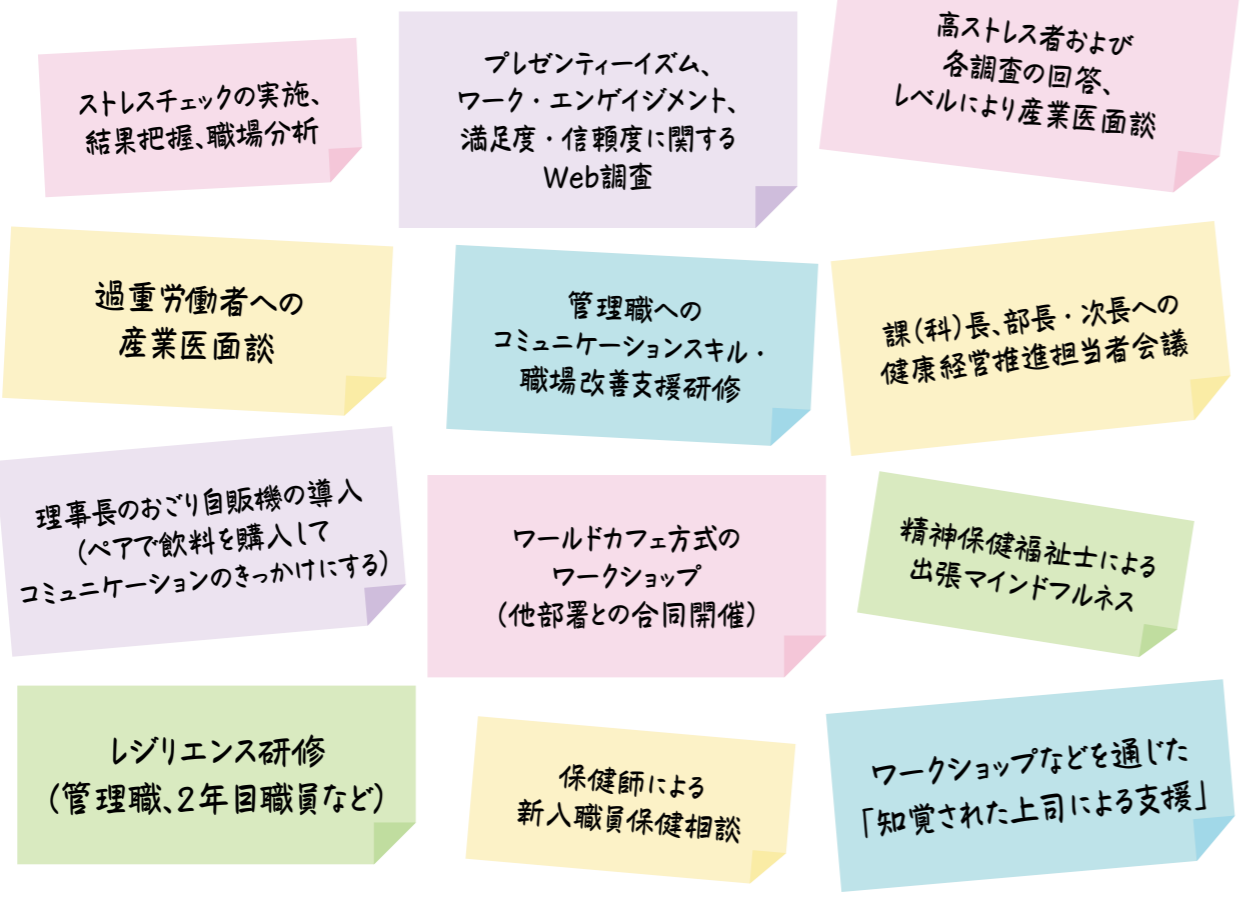 ストレスチェックの実施、
結果把握、職場分析
プレゼンティーイズム、
ワーク・エンゲイジメント、
満足度・信頼度に関する
Web調査
高ストレス者および
各調査の回答、
レベルにより産業医面談
過重労働者への
産業医面談
管理職への
コミュニケーションスキル・
職場改善支援研修
課(科)長、部長・次長への
健康経営推進担当者会議
理事長のおごり自販機の導入
(ペアで飲料を購入して
コミュニケーションのきっかけにする)
ワールドカフェ方式の
ワークショップ
(他部署との合同開催)
精神保健福祉士による
出張マインドフルネス
レジリエンス研修
(管理職、2年目職員など)
保健師による
新入職員保健相談
ワークショップなどを通じた
「知覚された上司による支援」